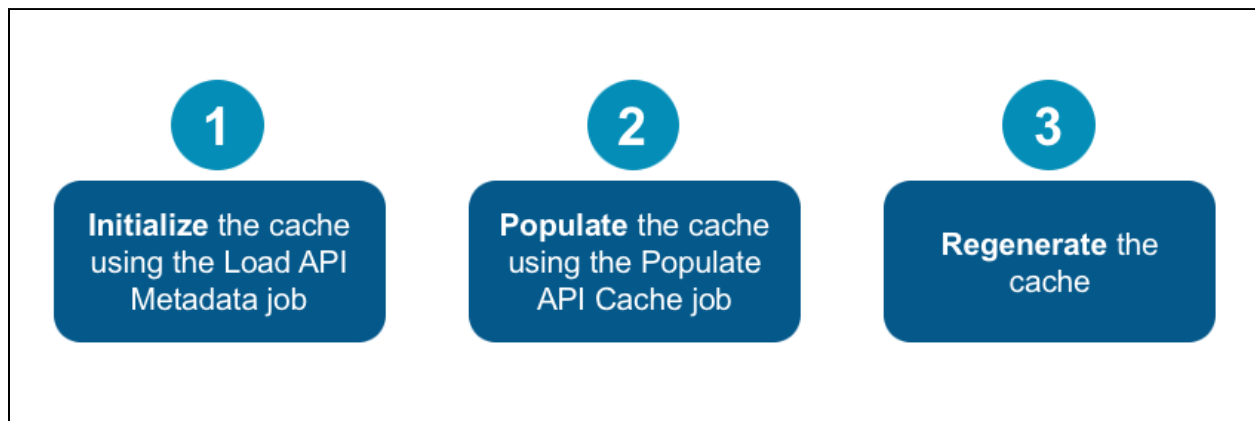 1
Initialize the cache
using the Load API
Metadata job
2
Populate the cache
using the Populate
API Cache job
3
Regenerate the
cache